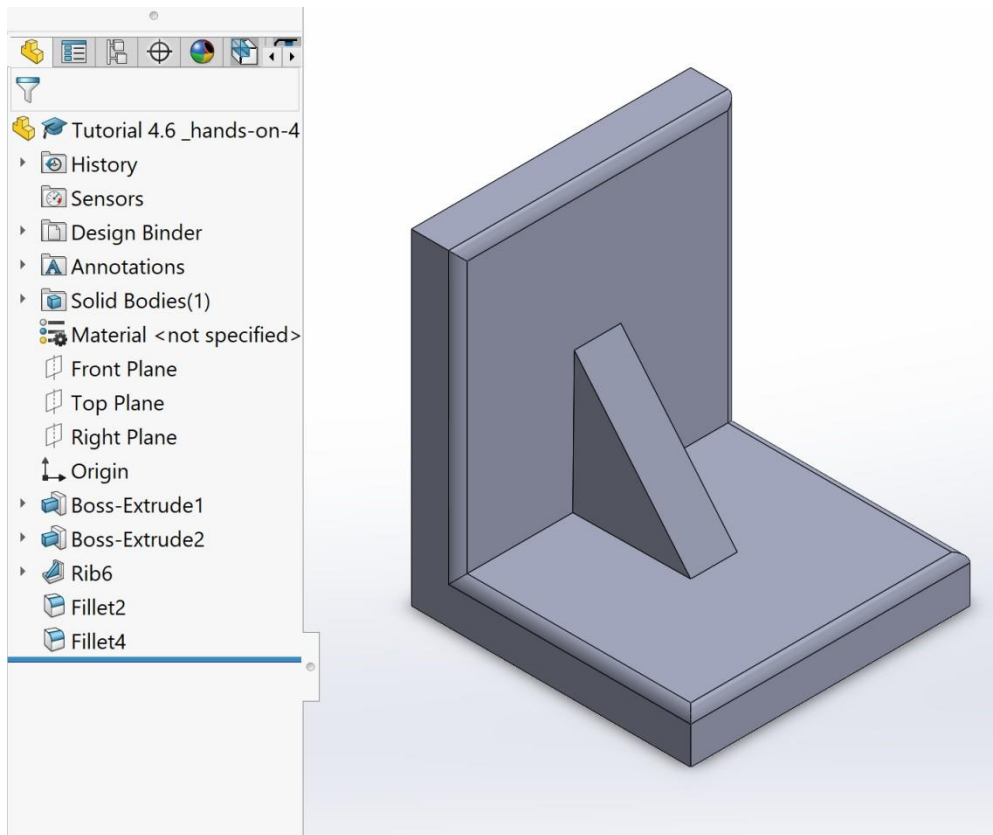 Tutorial 4.6 _hands-on-4
History
Sensors
Design Binder
Annotations
Solid Bodies(1)
Material <not specified>
Front Plane
Top Plane
Right Plane
Origin
Boss-Extrude1
Boss-Extrude2
Rib6
Fillet2
Fillet4